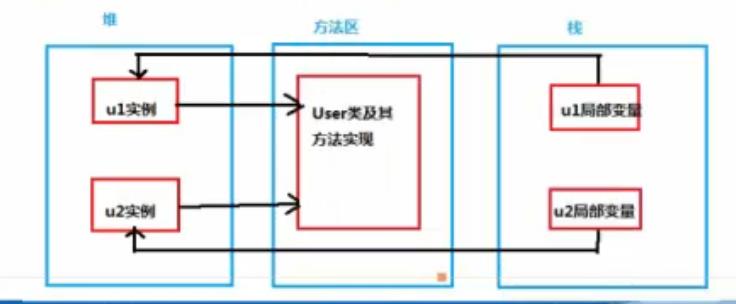 堆
方法区
栈
u1实例
User类及其
方法实现
u1局部变量
u2实例
u2局部变量